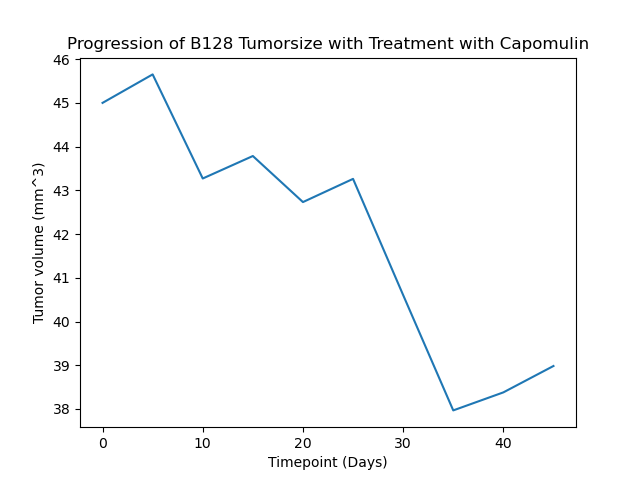 Progression of B128 Tumorsize with Treatment with Capomulin
46
45
44
43
42
41
40
39
38
Tumor volume (mm^3)
0 10 20 30 40
Timepoint (Days)